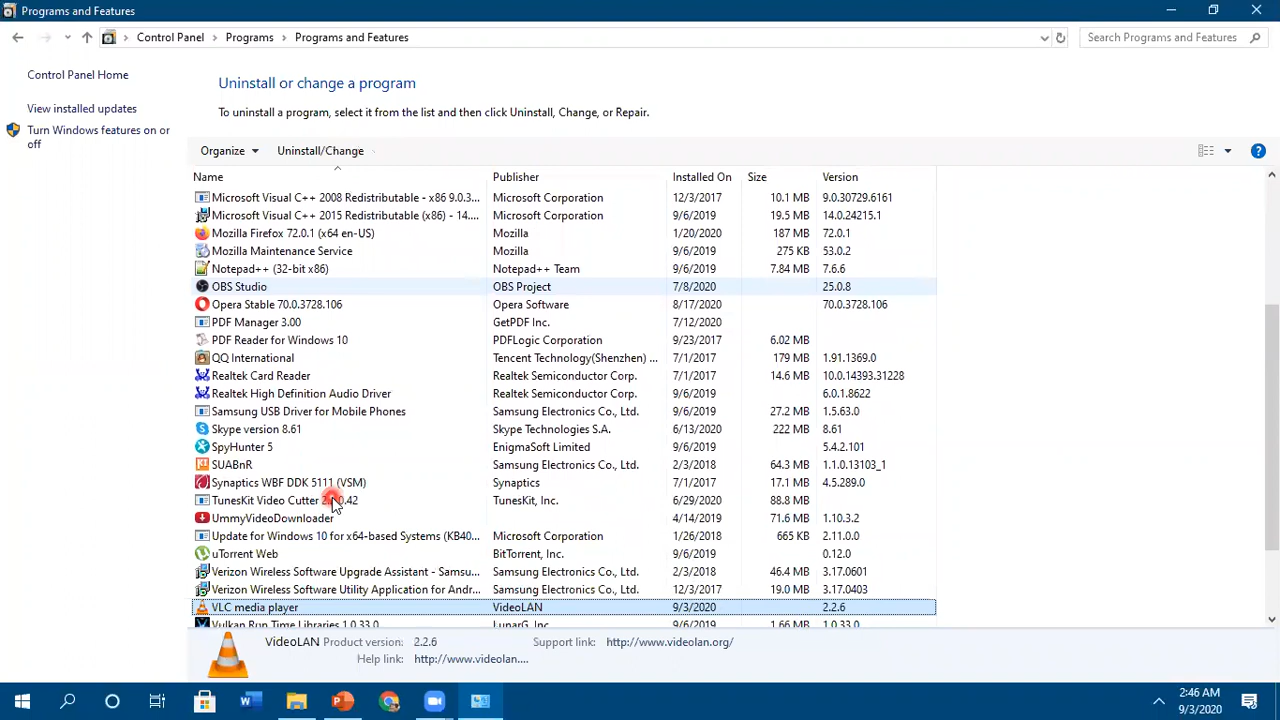 Programs and Features
Control Panel > Programs > Programs and Features
Search Programs and Features
Control Panel Home
View installed updates
Turn Windows features on or
off
Uninstall or change a program
To uninstall a program, select it from the list and then click Uninstall, Change, or Repair.
Organize Uninstall/Change
Name Publisher Installed On Size Version
Microsoft Visual C++ 2008 Redistributable - x86 9.0.3... Microsoft Corporation 12/3/2017 10.1 MB 9.0.30729.6161
Microsoft Visual C++ 2015 Redistributable (x86) - 14.... Microsoft Corporation 9/6/2019 19.5 MB 14.0.24215.1
Mozilla Firefox 72.0.1 (x64 en-US) Mozilla 1/20/2020 187 MB 72.0.1
Mozilla Maintenance Service Mozilla 9/6/2019 275 KB 53.0.2
Notepad++ (32-bit x86) Notepad++ Team 9/6/2019 7.84 MB 7.6.6
OBS Studio OBS Project 7/8/2020 25.0.8
Opera Stable 70.0.3728.106 Opera Software 8/17/2020 70.0.3728.106
PDF Manager 3.00 GetPDF Inc. 7/12/2020
PDF Reader for Windows 10 PDFLogic Corporation 9/23/2017 6.02 MB
QQ International Tencent Technology(Shenzhen) ... 7/1/2017 179 MB 1.91.1369.0
Realtek Card Reader Realtek Semiconductor Corp. 7/1/2017 14.6 MB 10.0.14393.31228
Realtek High Definition Audio Driver Realtek Semiconductor Corp. 9/6/2019 6.0.1.8622
Samsung USB Driver for Mobile Phones Samsung Electronics Co., Ltd. 9/6/2019 27.2 MB 1.5.63.0
Skype version 8.61 Skype Technologies S.A. 6/13/2020 222 MB 8.61
SpyHunter 5 EnigmaSoft Limited 9/6/2019 5.4.2.101
SUABnR Samsung Electronics Co., Ltd. 2/3/2018 64.3 MB 1.1.0.13103_1
Synaptics WBF DDK 5111 (VSM) Synaptics 9/6/2019 17.1 MB 4.5.289.0
TunesKit Video Cutter TunesKit, Inc. 6/29/2020 88.8 MB
UmmyVideoDownloader 4/14/2019 71.6 MB 1.10.3.2
Update for Windows 10 for x64-based Systems (KB40... Microsoft Corporation 1/26/2018 665 KB 2.11.0.0
uTorrent Web BitTorrent, Inc. 9/6/2019 0.12.0
Verizon Wireless Software Upgrade Assistant - Samsu... Samsung Electronics Co., Ltd. 2/3/2018 46.4 MB 3.17.0601
Verizon Wireless Software Utility Application for Andr... Samsung Electronics Co., Ltd. 12/3/2017 19.0 MB 3.17.0403
VLC media player VideoLAN 9/3/2020 2.2.6
Vulkan Run Time Libraries 1.0.33.0 LunarG, Inc. 1.66 MB 1.0.33.0
VideoLAN Product version: 2.2.6 Support link: http://www.videolan.org/
Help link: http://www.videolan....
2:46 AM
9/3/2020